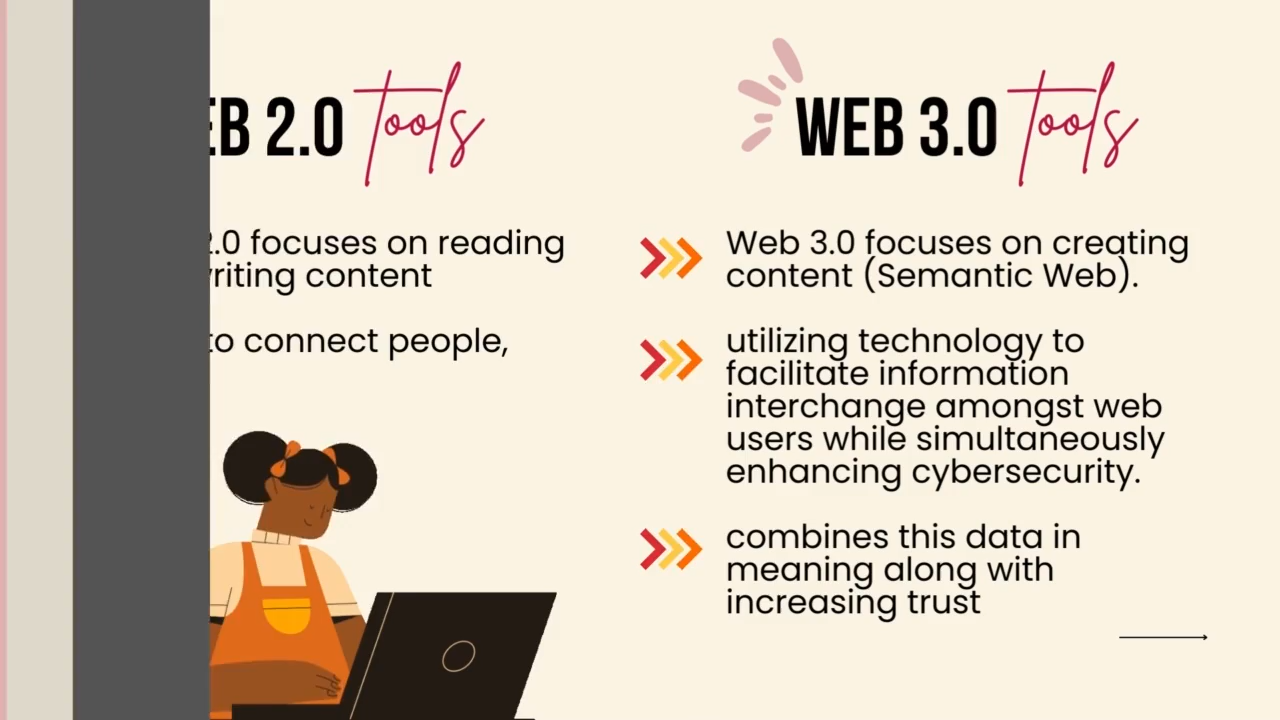 EB 2.0 tools
2.0 focuses on reading
riting content
to connect people,
WEB 3.0 tools
Web 3.0 focuses on creating
content (Semantic Web).
utilizing technology to
facilitate information
interchange amongst web
users while simultaneously
enhancing cybersecurity.
combines this data in
meaning along with
increasing trust